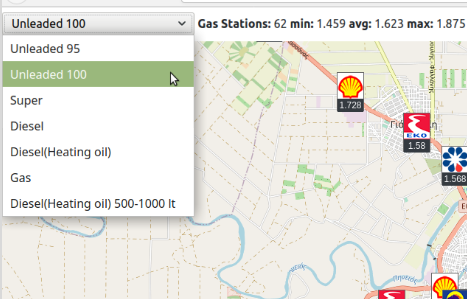 Unleaded 100
Gas Stations: 62 min: 1.459 avg: 1.623 max: 1.875
Unleaded 95
Unleaded 100
Super
Diesel
Diesel(Heating oil)
Gas
Diesel(Heating oil) 500-1000 lt
1.728
EKO
1.58
1.568